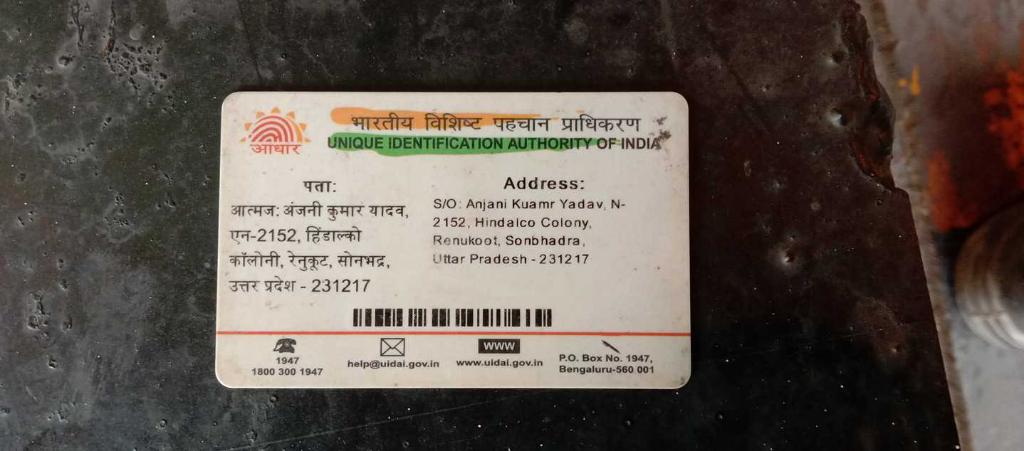 आधार
भारतीय विशिष्ट पहचान प्राधिकरण
UNIQUE IDENTIFICATION AUTHORITY OF INDIA
पता:
आत्मज: अंजनी कुमार यादव,
एन-2152, हिंडाल्को
कॉलोनी, रेनुकूट, सोनभद्र,
उत्तर प्रदेश - 231217
Address:
S/O: Anjani Kuamr Yadav, N-
2152, Hindalco Colony,
Renukoot, Sonbhadra,
Uttar Pradesh - 231217
1947
1800 300 1947
help@uidai.gov.in
WWW
www.uidai.gov.in
P.O. Box No. 1947,
Bengaluru-560 001